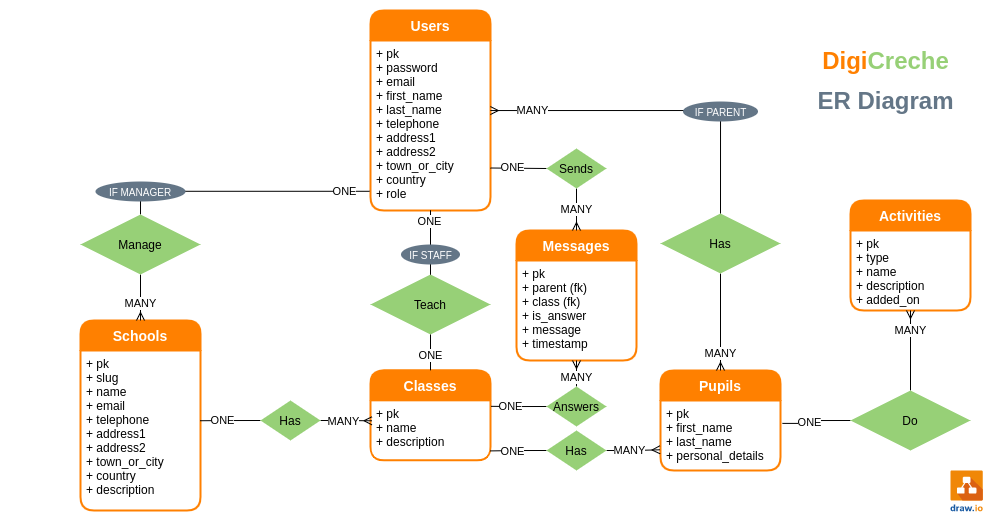 DigiCreche
ER Diagram
Users
+ pk
+ password
+ email
+ first_name
+ last_name
+ telephone
+ address1
+ address2
+ town_or_city
+ country
+ role
MANY
IF PARENT
ONE
Sends
MANY
IF MANAGER
ONE
Manage
MANY
ONE
IF STAFF
Teach
ONE
Messages
+ pk
+ parent (fk)
+ class (fk)
+ is_answer
+ message
+ timestamp
Has
MANY
Activities
+ pk
+ type
+ name
+ description
+ added_on
MANY
Schools
+ pk
+ slug
+ name
+ email
+ telephone
+ address1
+ address2
+ town_or_city
+ country
+ description
ONE
Has
MANY
Classes
+ pk
+ name
+ description
MANY
ONE
Answers
ONE
Has
MANY
Pupils
+ pk
+ first_name
+ last_name
+ personal_details
ONE
Do
draw.io